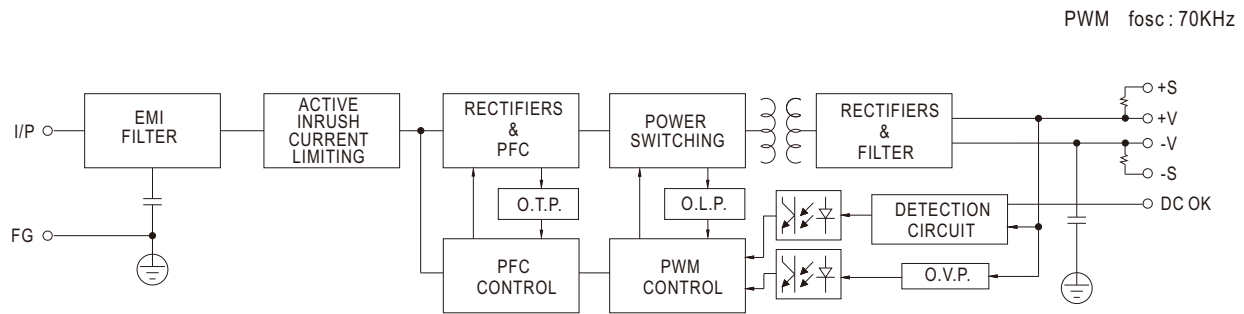 PWM fosc : 70KHz
I/P
EMI
FILTER
ACTIVE
INRUSH
CURRENT
LIMITING
RECTIFIERS
&
PFC
POWER
SWITCHING
RECTIFIERS
&
FILTER
+S
+V
-V
-S
DC OK
O.T.P.
O.L.P.
DETECTION
CIRCUIT
FG
PFC
CONTROL
PWM
CONTROL
O.V.P.